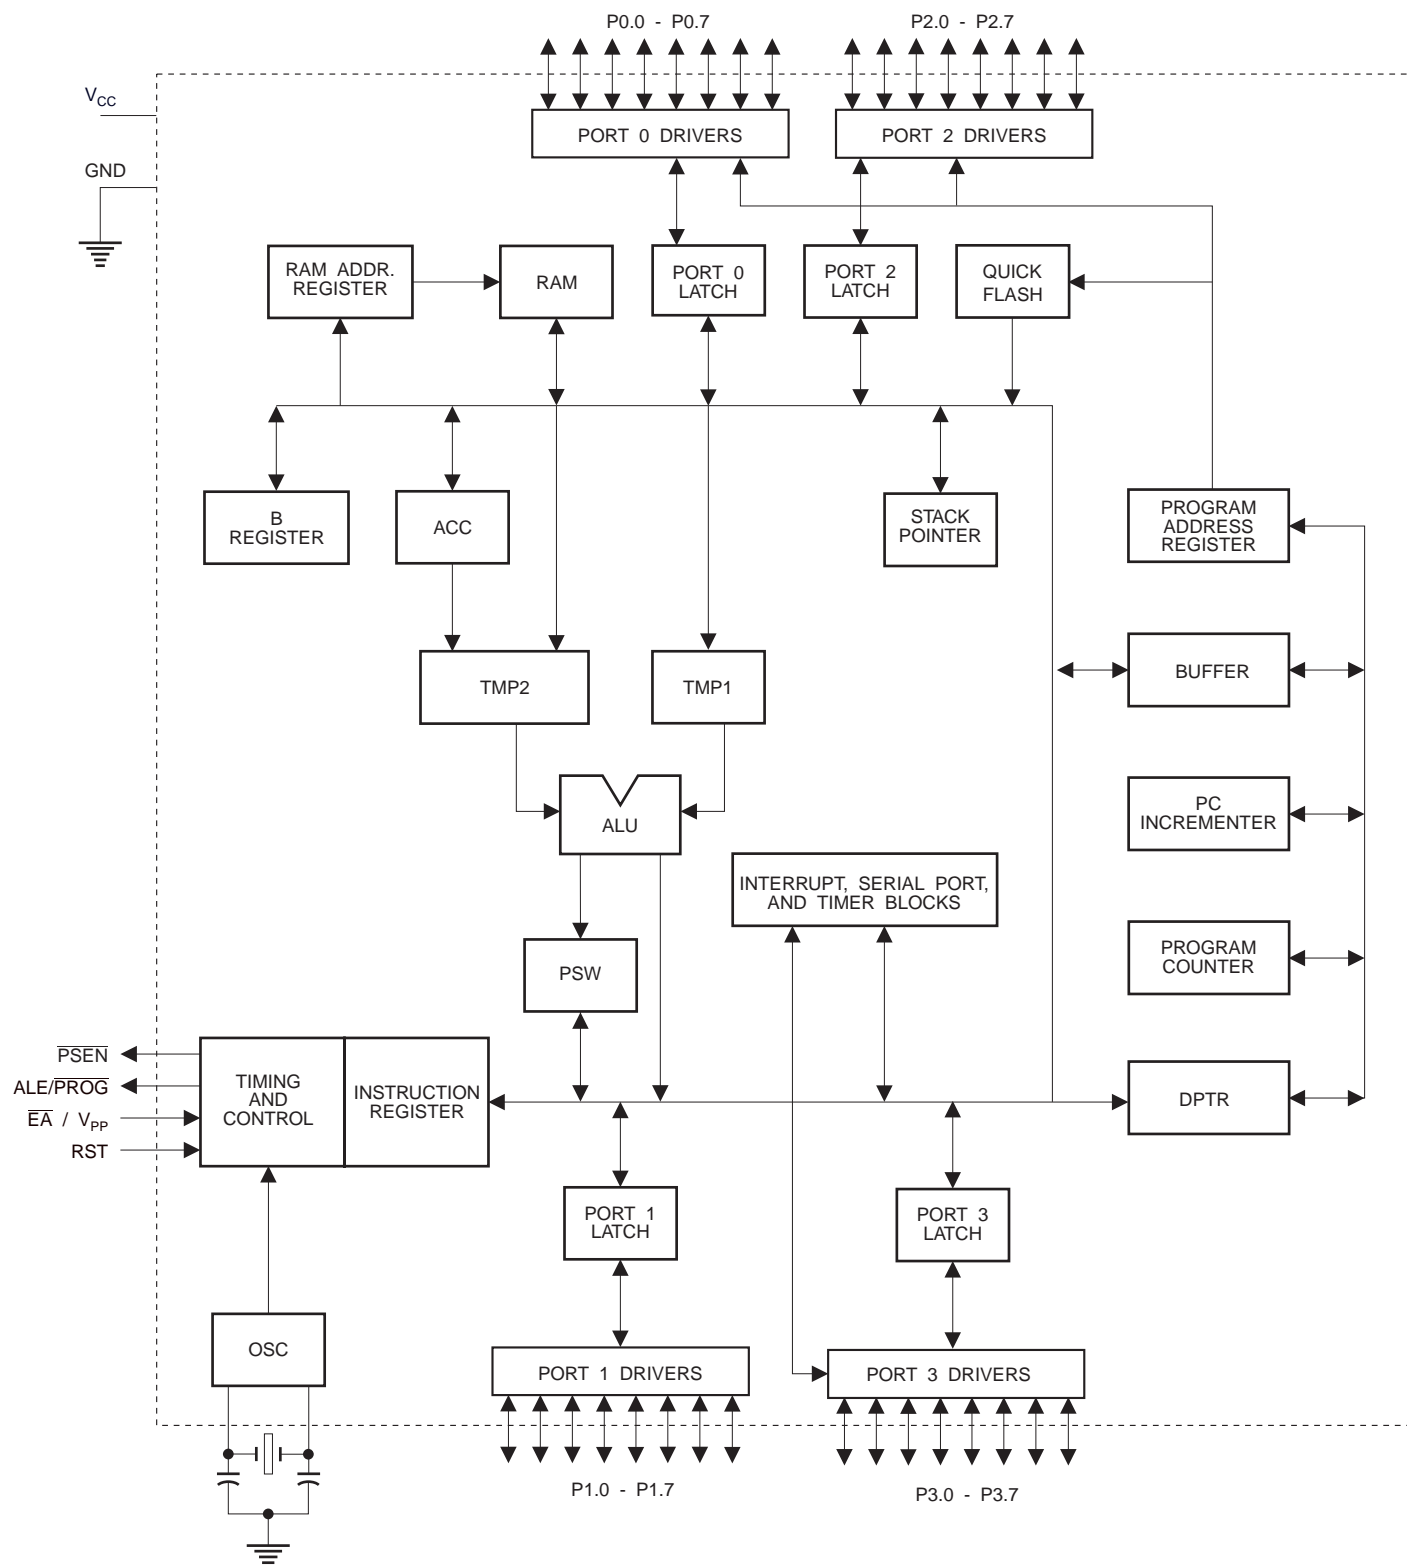 P0.0 - P0.7
P2.0 - P2.7
VCC
PORT 0 DRIVERS
PORT 2 DRIVERS
GND
RAM ADDR.
REGISTER
RAM
PORT 0
LATCH
PORT 2
LATCH
QUICK
FLASH
B
REGISTER
ACC
STACK
POINTER
PROGRAM
ADDRESS
REGISTER
TMP2
TMP1
BUFFER
ALU
PC
INCREMENTER
INTERRUPT, SERIAL PORT,
AND TIMER BLOCKS
PSW
PROGRAM
COUNTER
PSEN
ALE/PROG
EA / VPP
RST
TIMING
AND
CONTROL
INSTRUCTION
REGISTER
DPTR
PORT 1
LATCH
PORT 3
LATCH
OSC
PORT 1 DRIVERS
PORT 3 DRIVERS
P1.0 - P1.7
P3.0 - P3.7